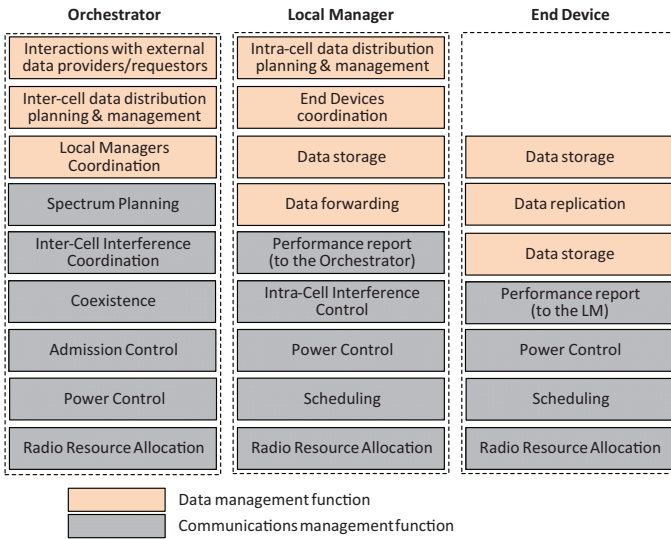 Orchestrator
Interactions with external
data providers/requestors
Inter-cell data distribution
planning & management
Local Managers
Coordination
Spectrum Planning
Inter-Cell Interference
Coordination
Coexistence
Admission Control
Power Control
Radio Resource Allocation
Local Manager
Intra-cell data distribution
planning & management
End Devices
coordination
Data storage
Data forwarding
Performance report
(to the Orchestrator)
Intra-Cell Interference
Control
Power Control
Scheduling
Radio Resource Allocation
End Device
Data storage
Data replication
Data storage
Performance report
(to the LM)
Power Control
Scheduling
Radio Resource Allocation
Data management function
Communications management function